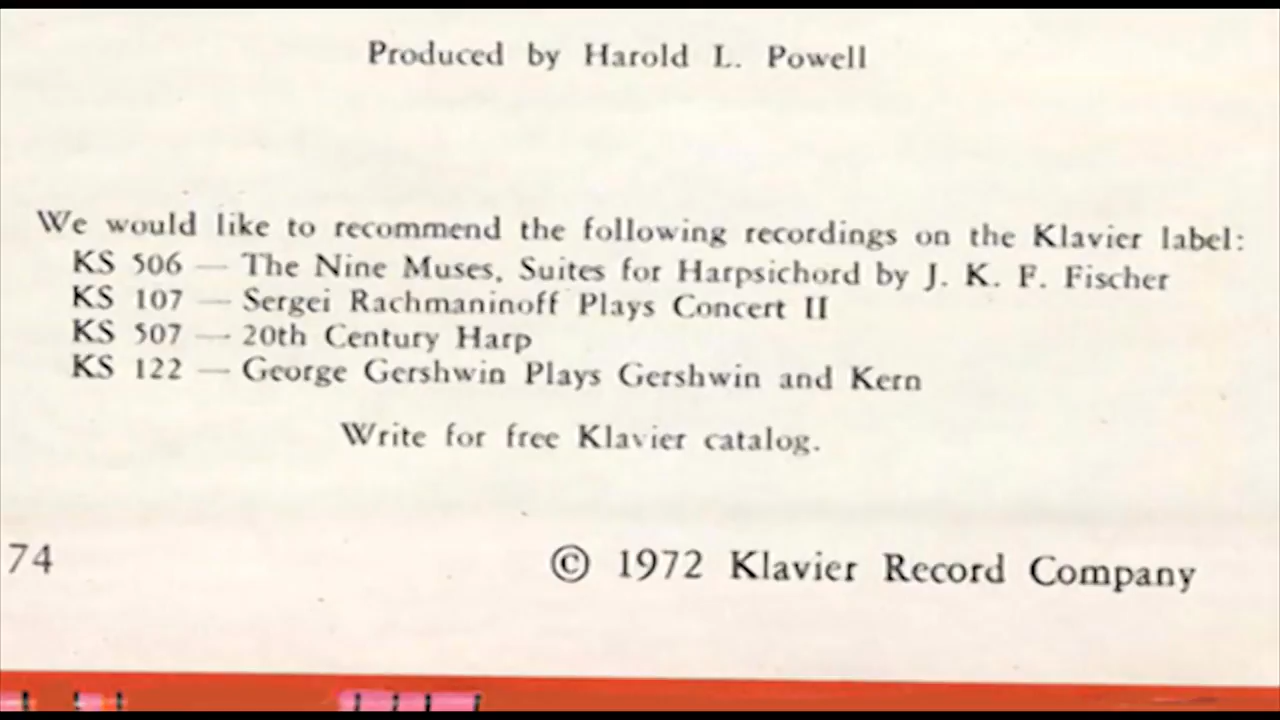 Produced by Harold L. Powell
We would like to recommend the following recordings on the Klavier label:
KS 506 — The Nine Muses, Suites for Harpsichord by J. K. F. Fischer
KS 107 — Sergei Rachmaninoff Plays Concert II
KS 507 — 20th Century Harp
KS 122 — George Gershwin Plays Gershwin and Kern
Write for free Klavier catalog.
74 © 1972 Klavier Record Company